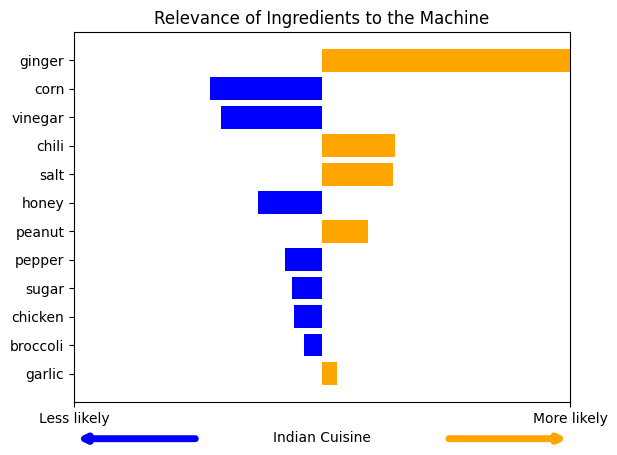 Relevance of Ingredients to the Machine
ginger
corn
vinegar
chili
salt
honey
peanut
pepper
sugar
chicken
broccoli
garlic
Less likely
More likely
Indian Cuisine